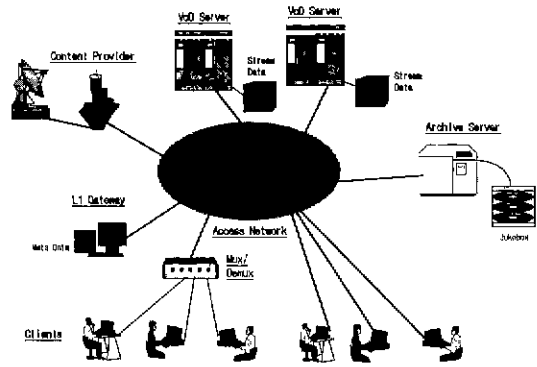 VoD Server
VoD Server
Content Provider
Stream
Data
Stream
Data
Archive Server
L1 Gateway
Meta Data
Access Network
Jukebox
Mux/
Demux
Clients